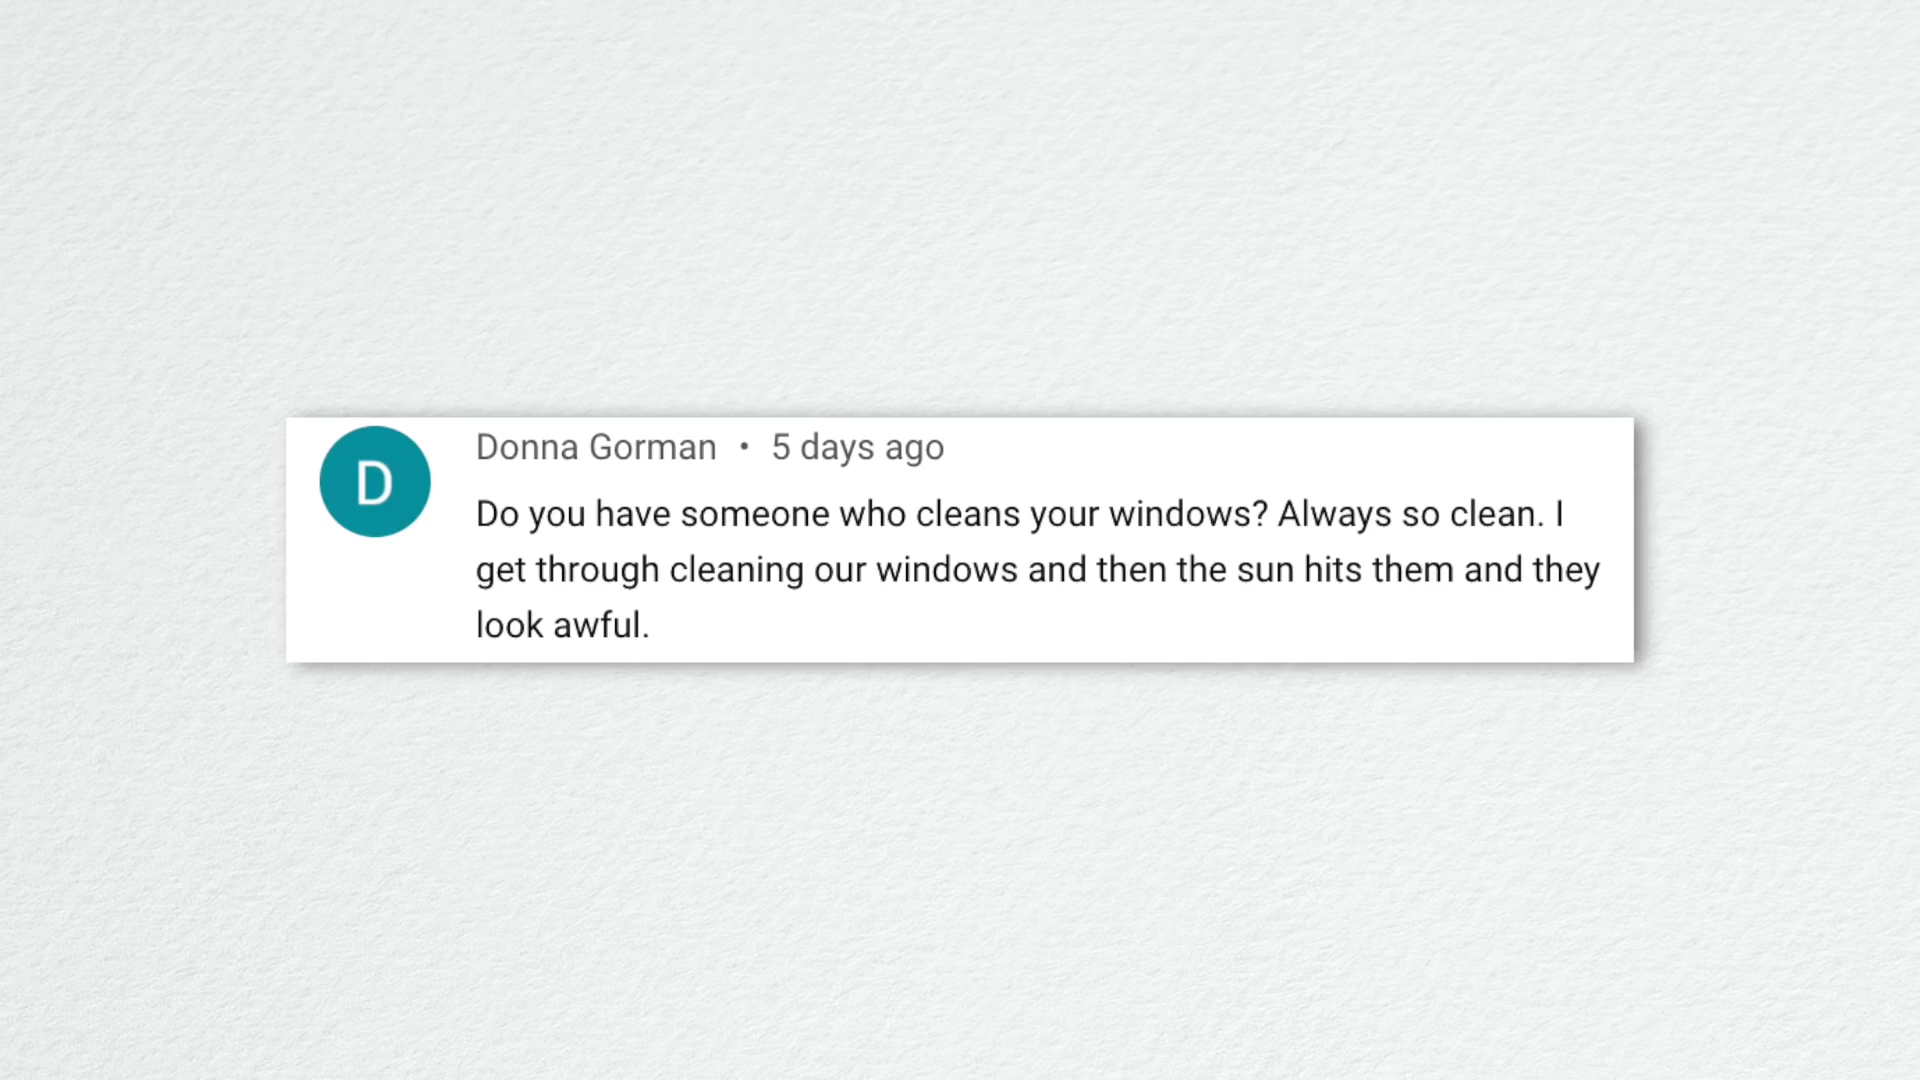 D
Donna Gorman • 5 days ago
Do you have someone who cleans your windows? Always so clean. I
get through cleaning our windows and then the sun hits them and they
look awful.